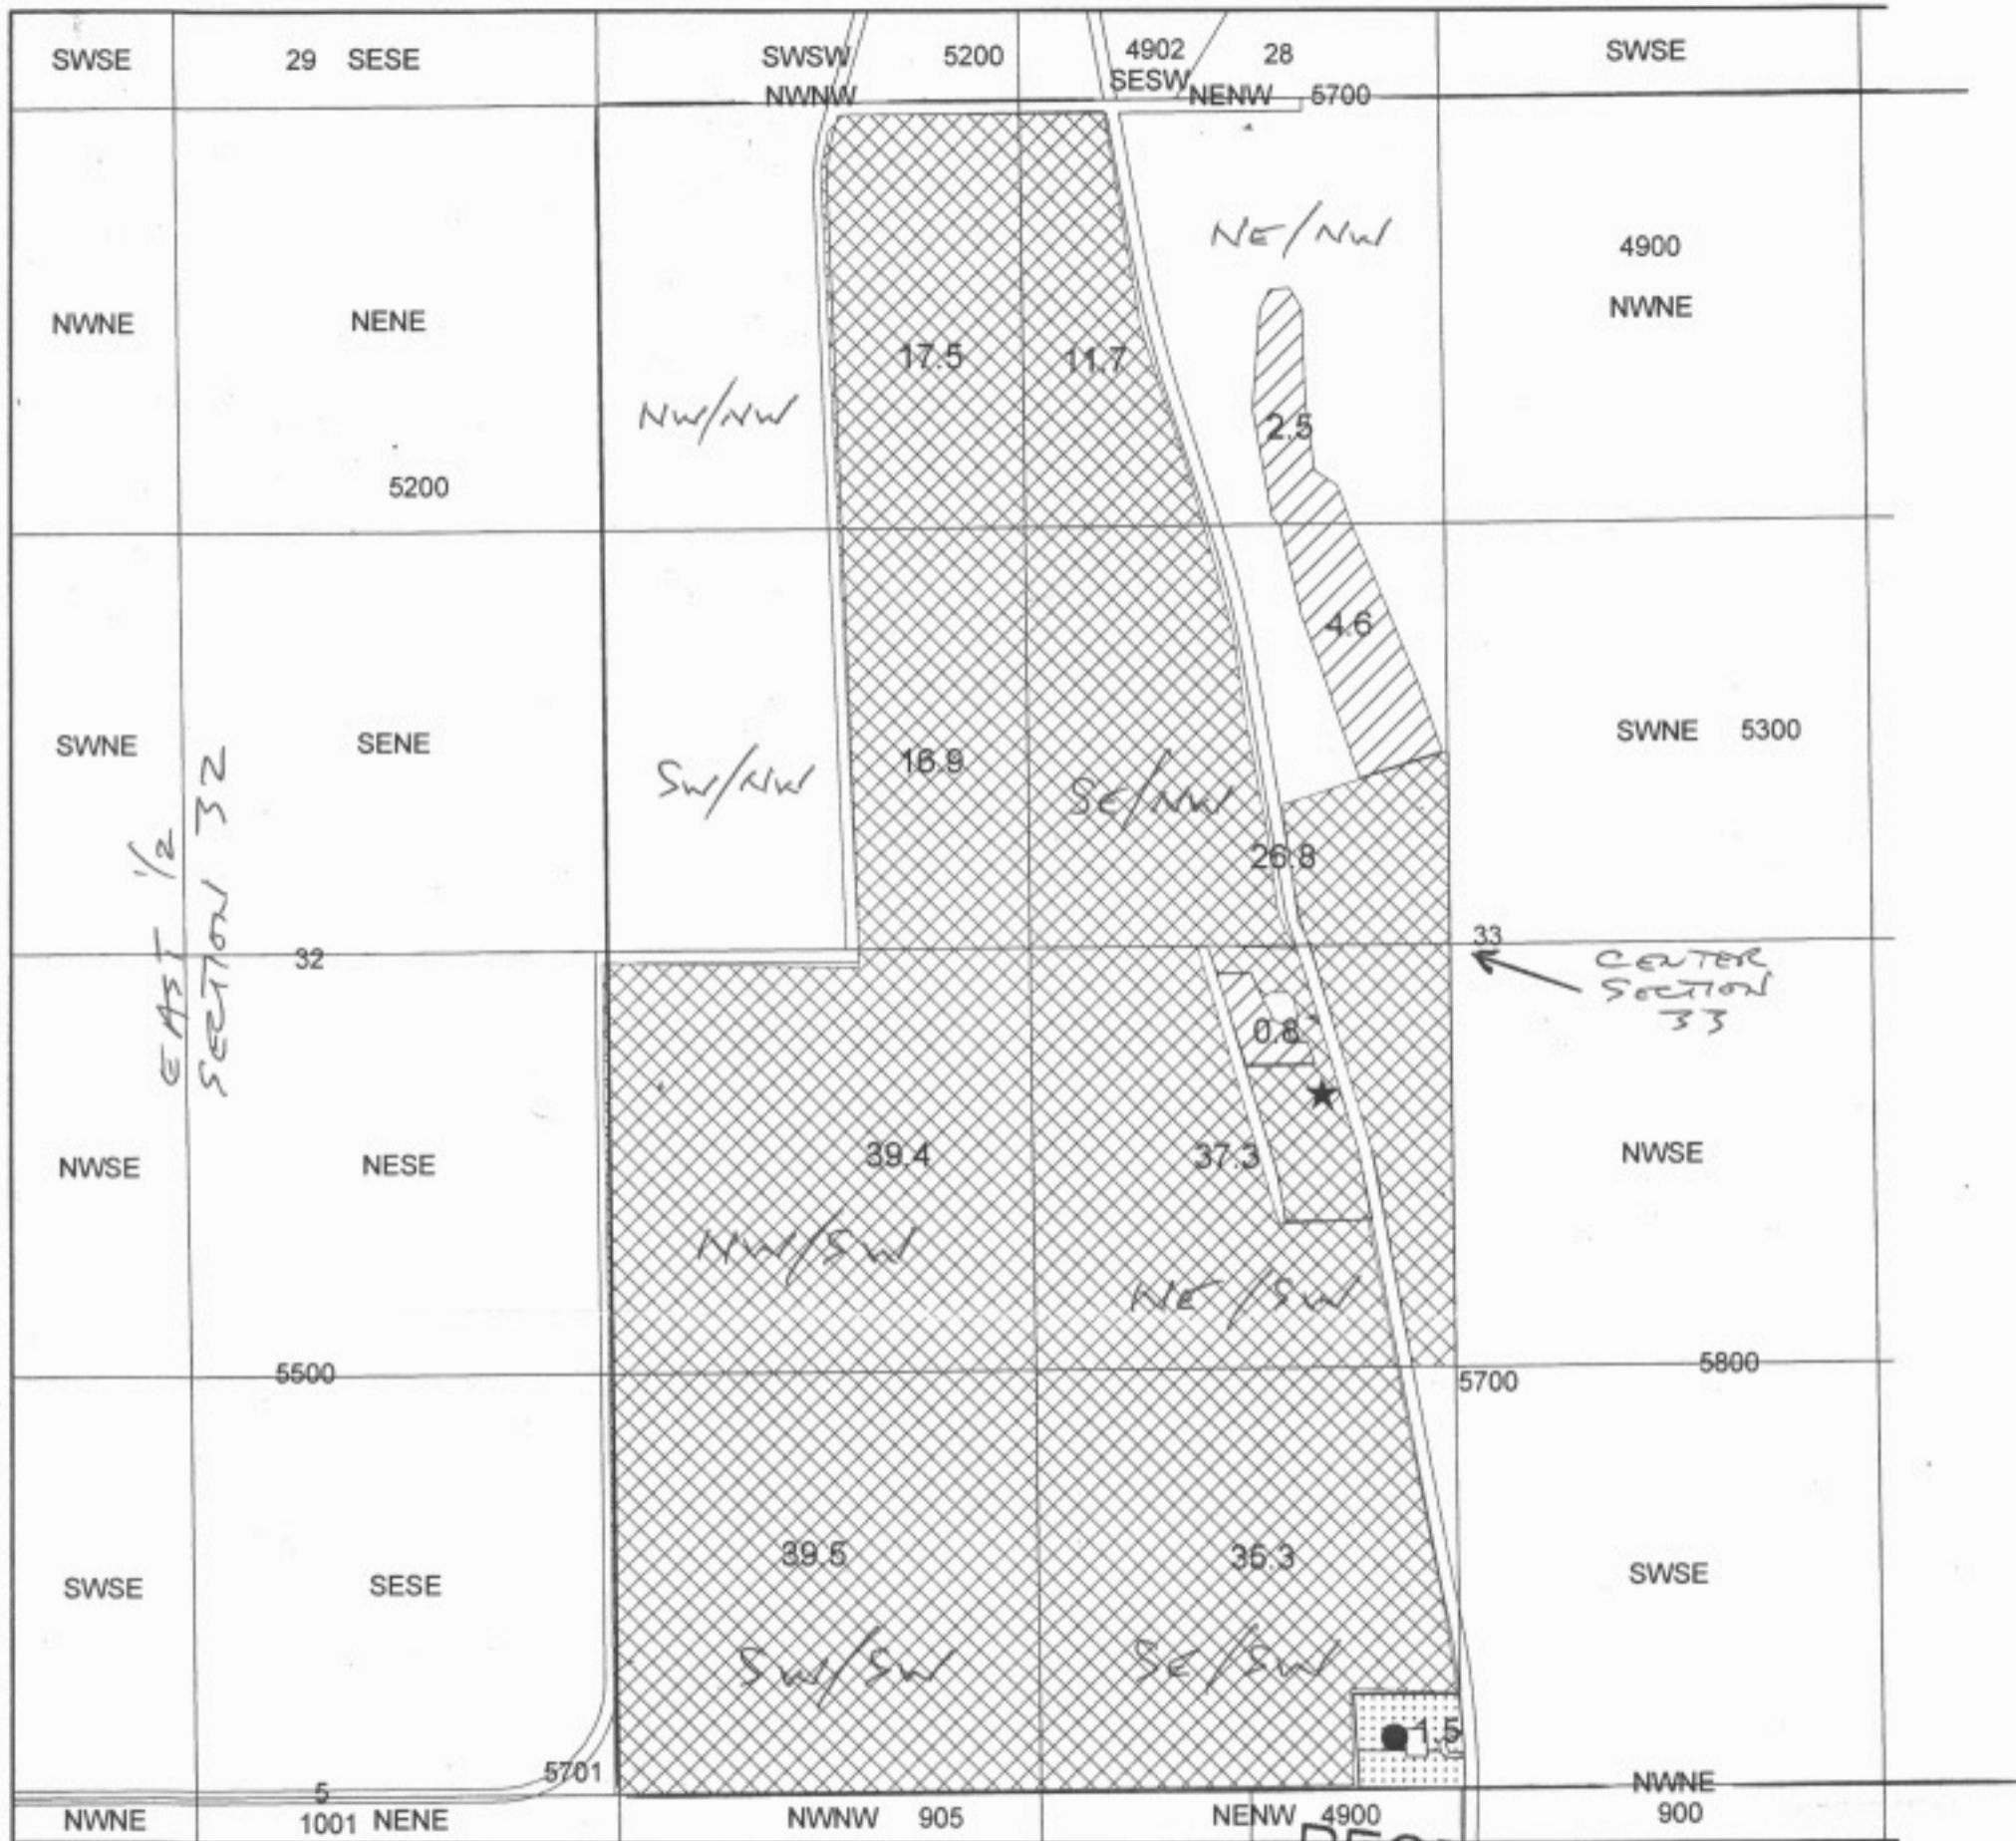 SWSE 29 SESE SWSW 5200 4902 28 SWSE
SESW
NWNW NENW 5700
NE/NW
4900
NWNE NENE NWNE
17.5 11.7
NW/NW
2.5
5200
4.6
SWNE SENE SWNE 5300
16.9
SW/NW SE/NW
26.8
EAST 1/2
SECTION 32
32 33
CENTER
SECTION
33
0.8
39.4 37.3
NWSE NESE NWSE
NW/SW
NE/SW
5500 5700 5800
39.5 35.3
SWSE SESE SWSE
SW/SW SE/SW
1.5
5701
5 NWNE
NWNE 1001 NENE NWNW 905 NENW 4900 900